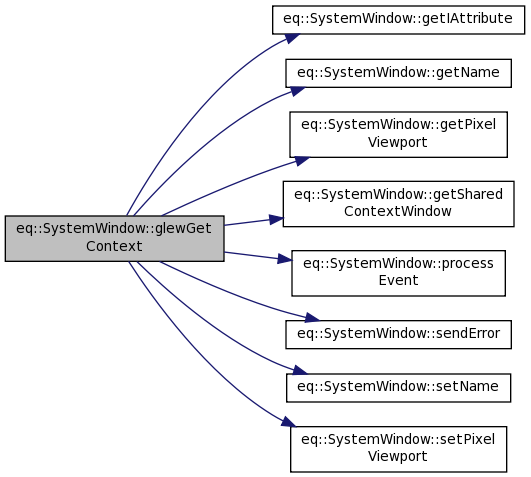 eq::SystemWindow::getIAttribute
eq::SystemWindow::getName
eq::SystemWindow::getPixel
Viewport
eq::SystemWindow::getShared
ContextWindow
eq::SystemWindow::glewGet
Context
eq::SystemWindow::process
Event
eq::SystemWindow::sendError
eq::SystemWindow::setName
eq::SystemWindow::setPixel
Viewport